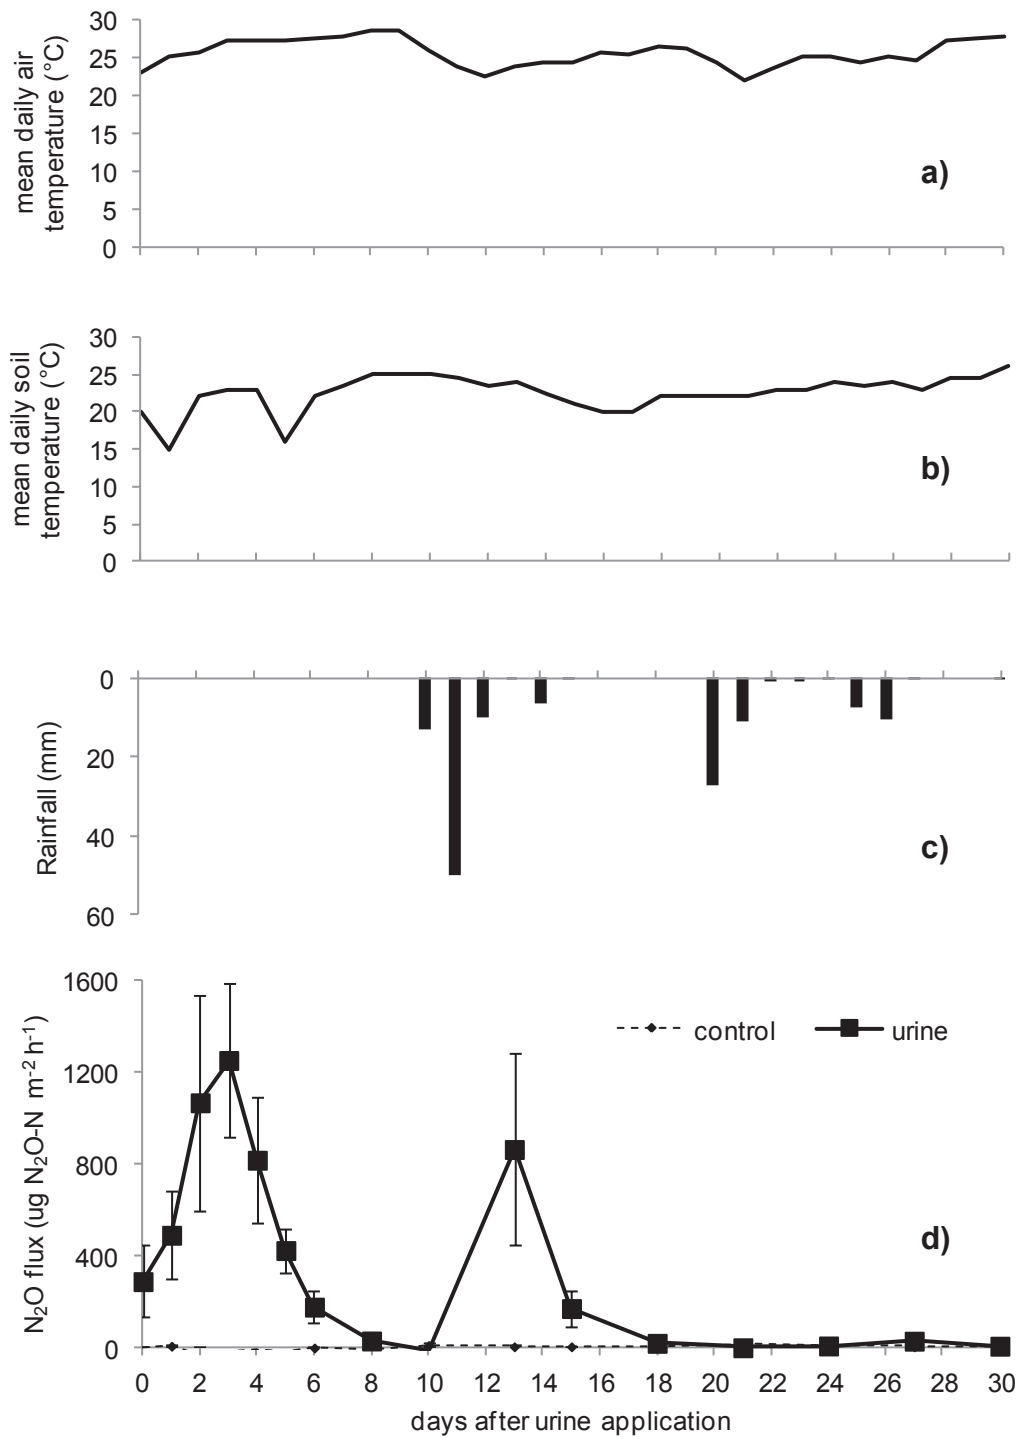 mean daily air
temperature (°C)
30
25
20
15
10
5
0
a)
mean daily soil
temperature (°C)
30
25
20
15
10
5
0
b)
Rainfall (mm)
0
20
40
60
c)
N₂O flux (ug N₂O-N m⁻² h⁻¹)
1600
1200
800
400
0
control
urine
d)
0 2 4 6 8 10 12 14 16 18 20 22 24 26 28 30
days after urine application